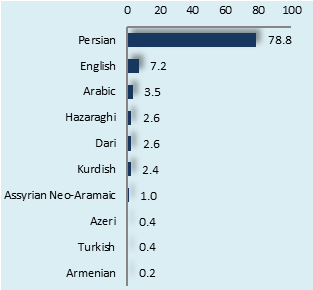 0 20 40 60 80 100
Persian 78.8
English 7.2
Arabic 3.5
Hazaraghi 2.6
Dari 2.6
Kurdish 2.4
Assyrian Neo-Aramaic 1.0
Azeri 0.4
Turkish 0.4
Armenian 0.2